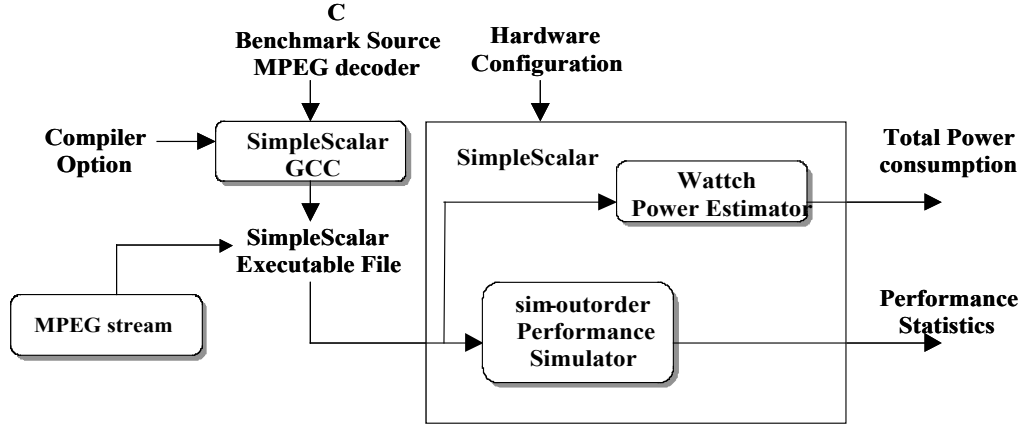 C
Benchmark Source
MPEG decoder
Hardware
Configuration
Compiler
Option
SimpleScalar
GCC
SimpleScalar
Wattch
Power Estimator
Total Power
consumption
SimpleScalar
Executable File
MPEG stream
sim-outorder
Performance
Simulator
Performance
Statistics